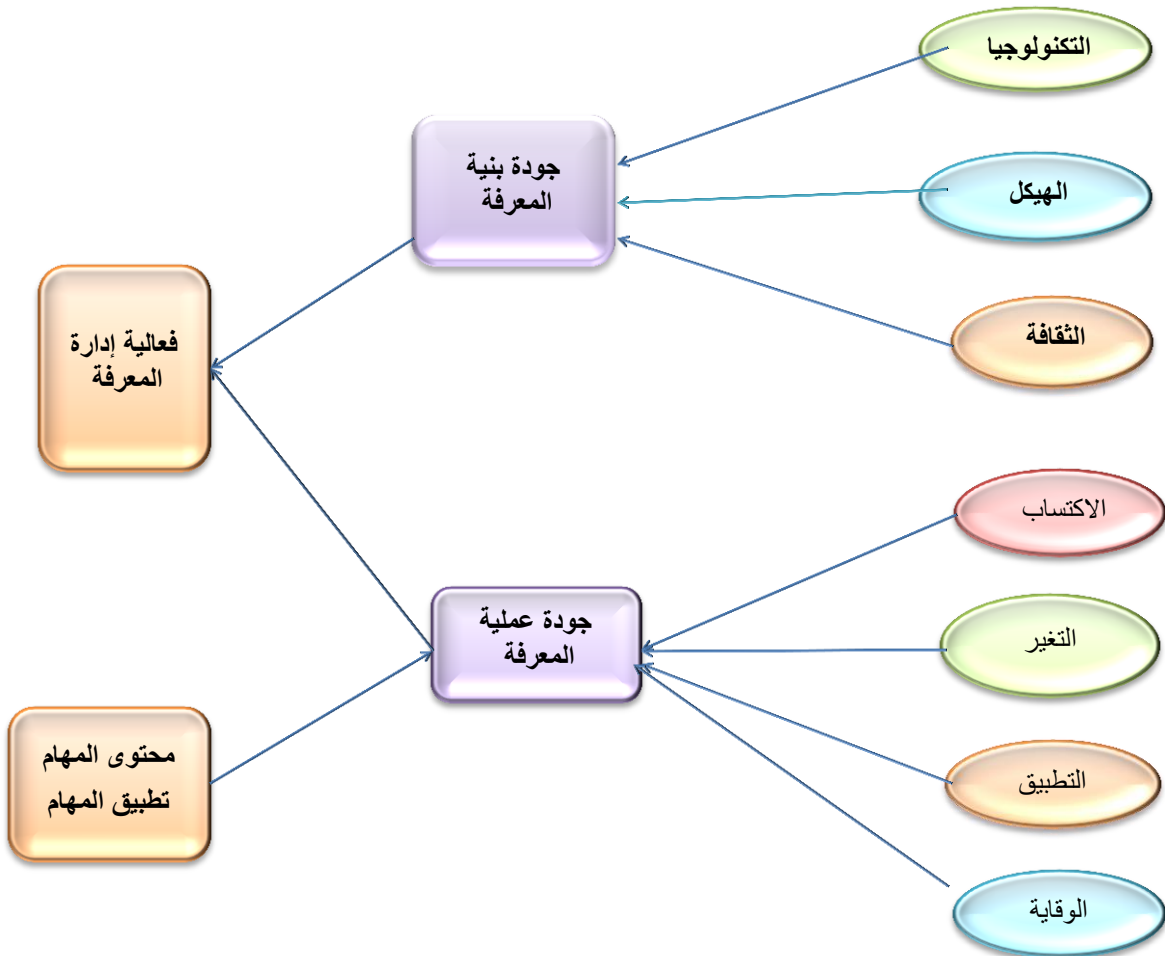 التكنولوجيا
جودة بنية
المعرفة
الهيكل
الثقافة
فعالية إدارة
المعرفة
الاكتساب
جودة عملية
المعرفة
التغير
محتوى المهام
تطبيق المهام
التطبيق
الوقاية